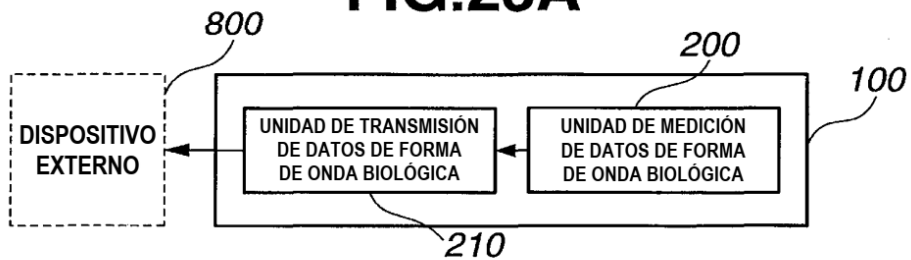 800
200
100
DISPOSITIVO
EXTERNO
UNIDAD DE TRANSMISIÓN
DE DATOS DE FORMA
DE ONDA BIOLÓGICA
UNIDAD DE MEDICIÓN
DE DATOS DE FORMA
DE ONDA BIOLÓGICA
210